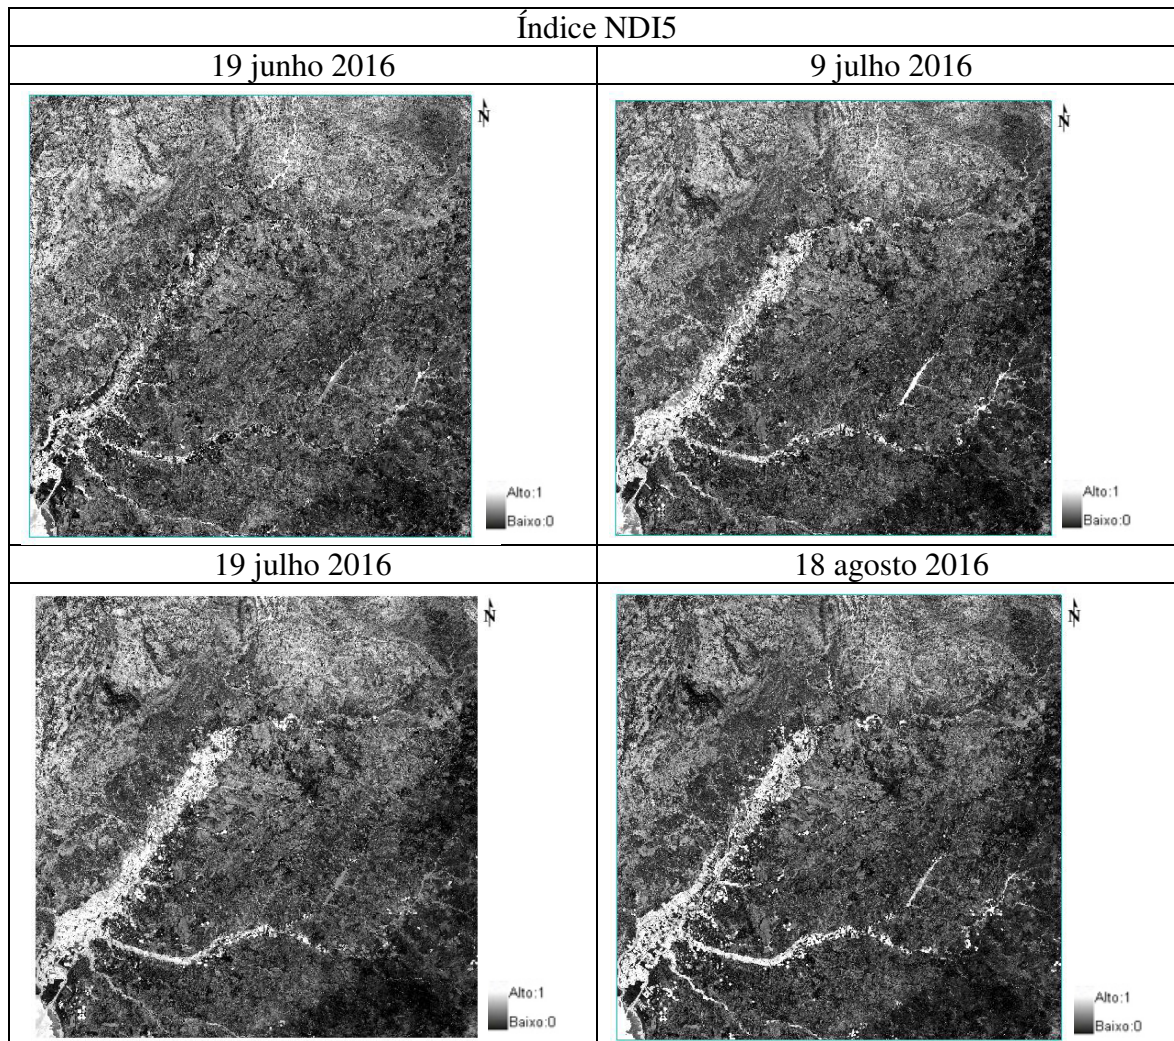 Índice NDI5
19 junho 2016
9 julho 2016
N
N
Alto:1
Baixo:0
Alto:1
Baixo:0
19 julho 2016
18 agosto 2016
N
N
Alto:1
Baixo:0
Alto:1
Baixo:0